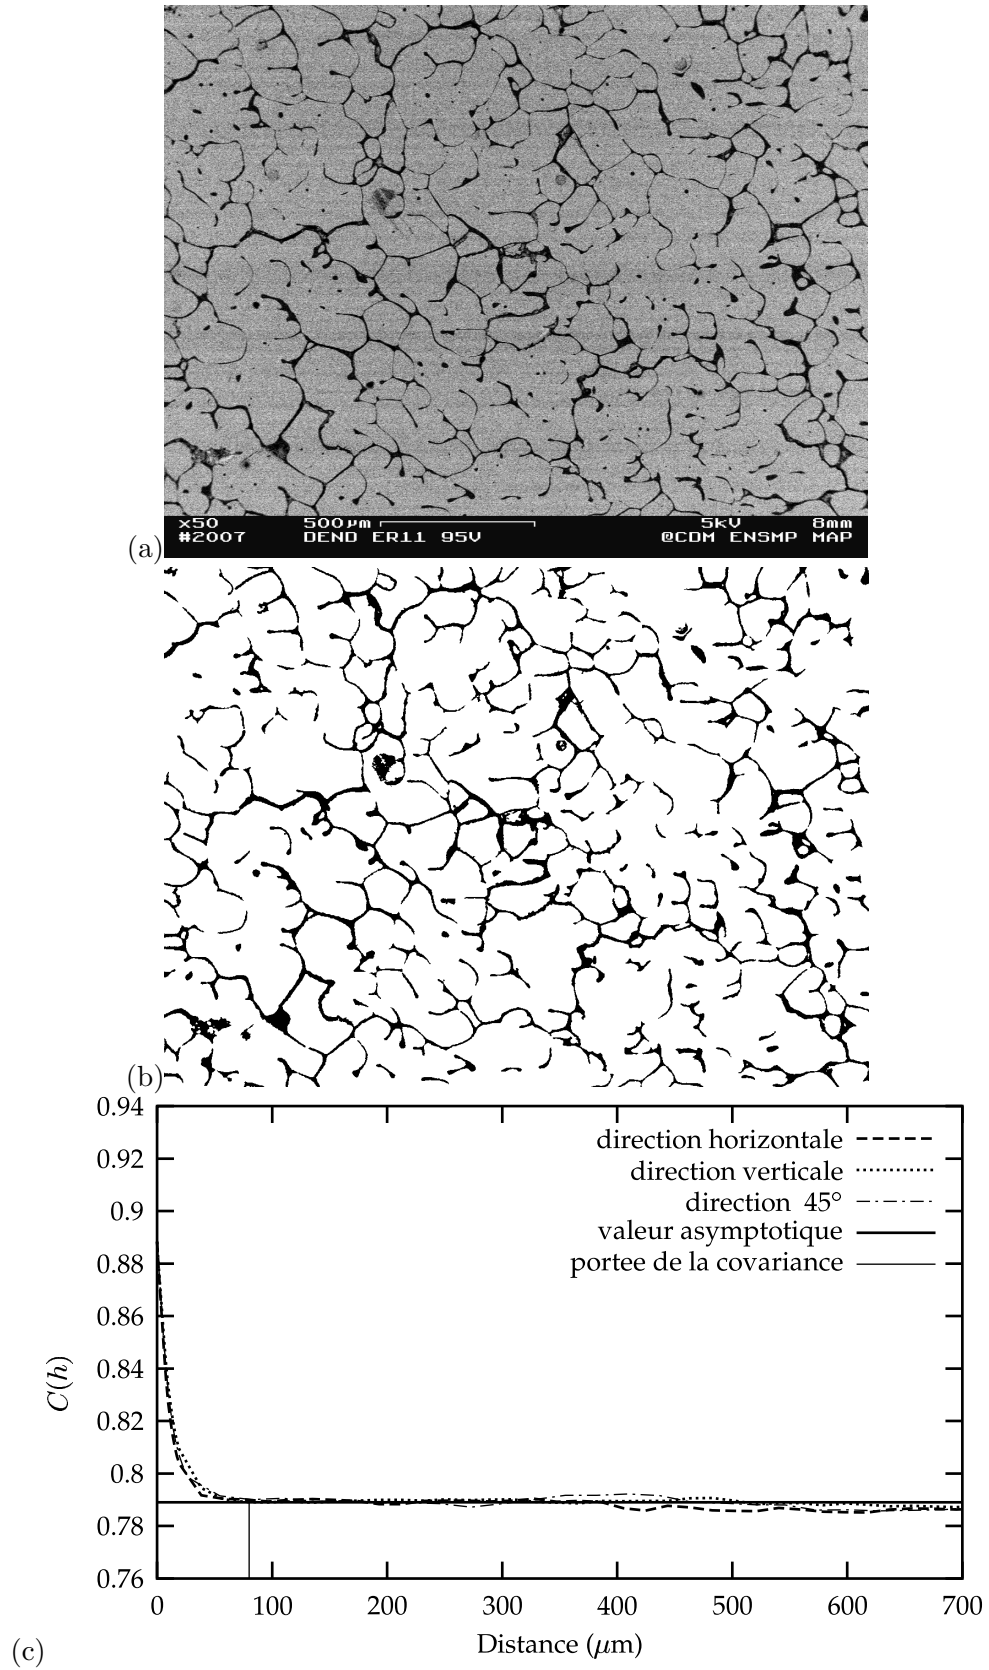 x50 500µm 5kV 8mm
(a) #2007 DEND ER11 95V @CDM ENSMP MAP
(b)
0.94
0.92
0.9
0.88
0.86
0.84
0.82
0.8
0.78
0.76
C(h)
direction horizontale
direction verticale
direction 45°
valeur asymptotique
portee de la covariance
0 100 200 300 400 500 600 700
Distance (µm)
(c)